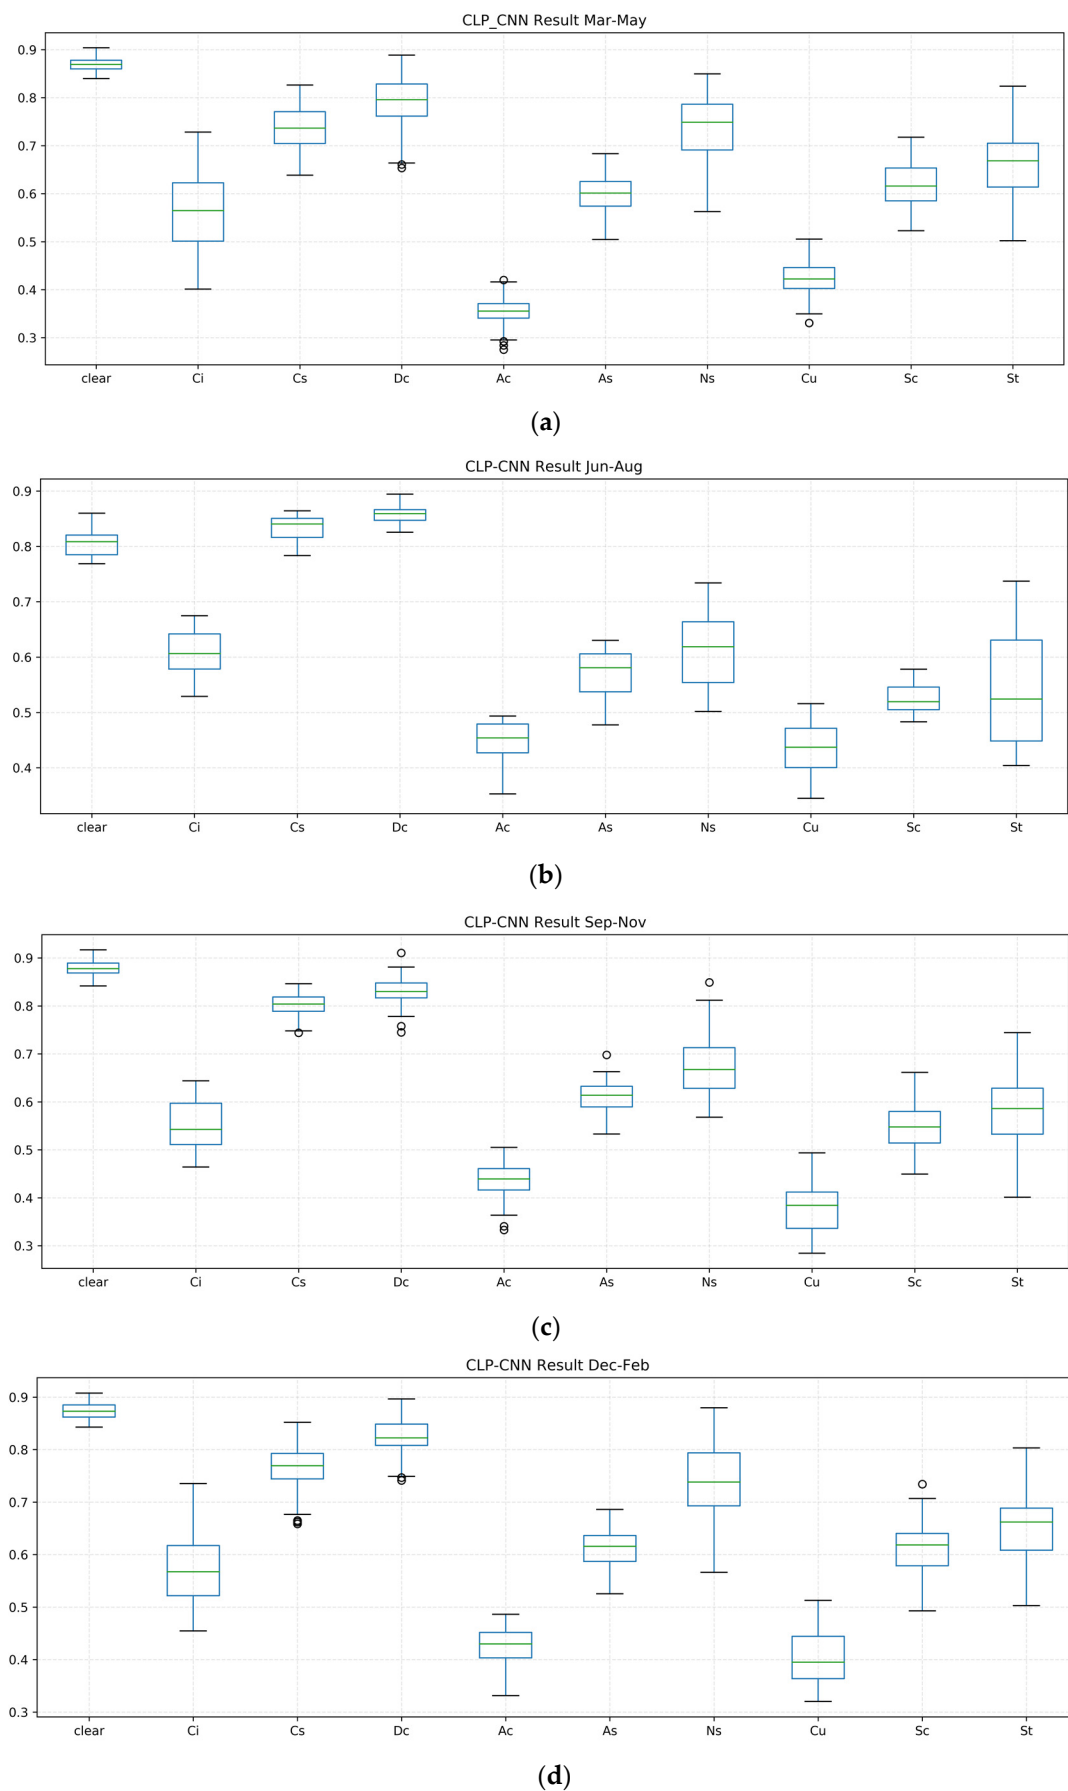 CLP_CNN Result Mar-May
0.9
0.8
0.7
0.6
0.5
0.4
0.3
clear Ci Cs Dc Ac As Ns Cu Sc St
(a)
CLP-CNN Result Jun-Aug
0.9
0.8
0.7
0.6
0.5
0.4
clear Ci Cs Dc Ac As Ns Cu Sc St
(b)
CLP-CNN Result Sep-Nov
0.9
0.8
0.7
0.6
0.5
0.4
0.3
clear Ci Cs Dc Ac As Ns Cu Sc St
(c)
CLP-CNN Result Dec-Feb
0.9
0.8
0.7
0.6
0.5
0.4
0.3
clear Ci Cs Dc Ac As Ns Cu Sc St
(d)